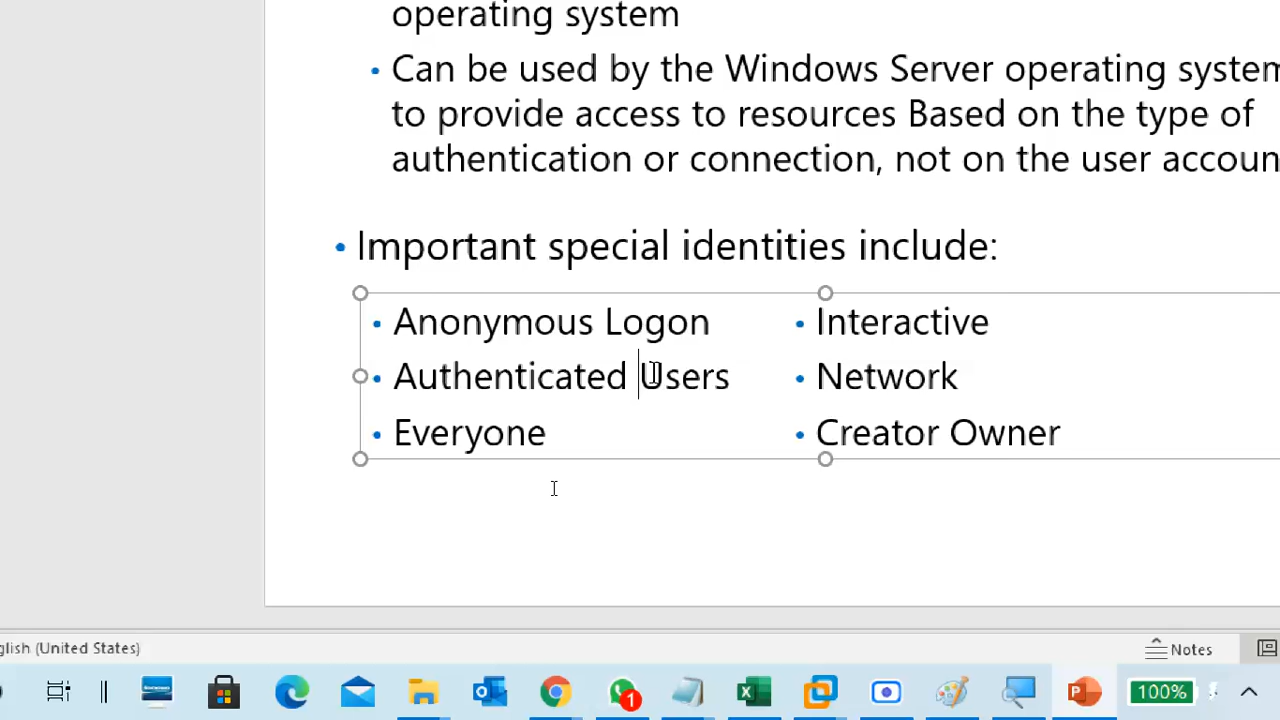 operating system
• Can be used by the Windows Server operating system
to provide access to resources Based on the type of
authentication or connection, not on the user accoun
• Important special identities include:
• Anonymous Logon • Interactive
• Authenticated Users • Network
• Everyone • Creator Owner
glish (United States) Notes
1 100%